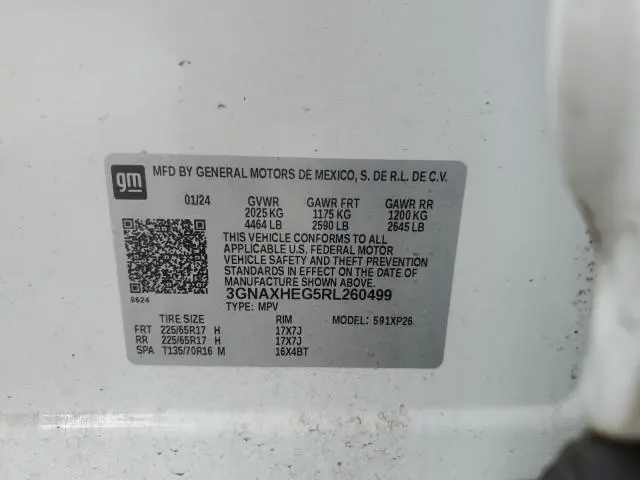 gm
MFD BY GENERAL MOTORS DE MEXICO, S. DE R.L. DE C.V.
01/24 GVWR GAWR FRT GAWR RR
2025 KG 1175 KG 1200 KG
4464 LB 2590 LB 2645 LB
THIS VEHICLE CONFORMS TO ALL
APPLICABLE U.S. FEDERAL MOTOR
VEHICLE SAFETY AND THEFT PREVENTION
STANDARDS IN EFFECT ON THE DATE OF
MANUFACTURE SHOWN ABOVE.
8624
3GNAXHEG5RL260499
TYPE: MPV
TIRE SIZE RIM MODEL: 591XP26
FRT 225/65R17 H 17X7J
RR 225/65R17 H 17X7J
SPA T135/70R16 M 16X4BT